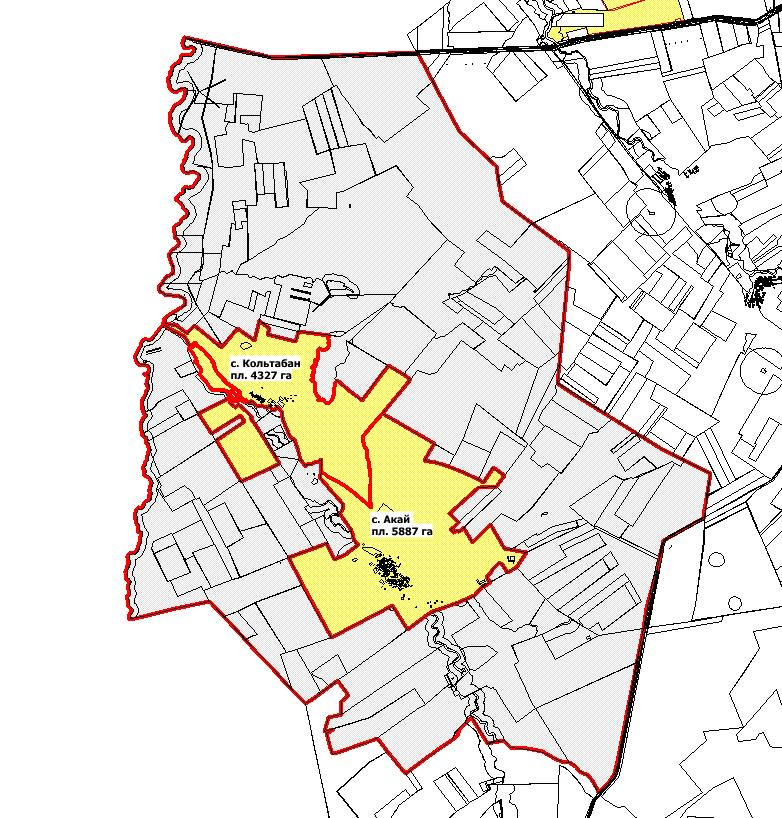 с. Кольтабан
пл. 4327 га
с. Акай
пл. 5887 га